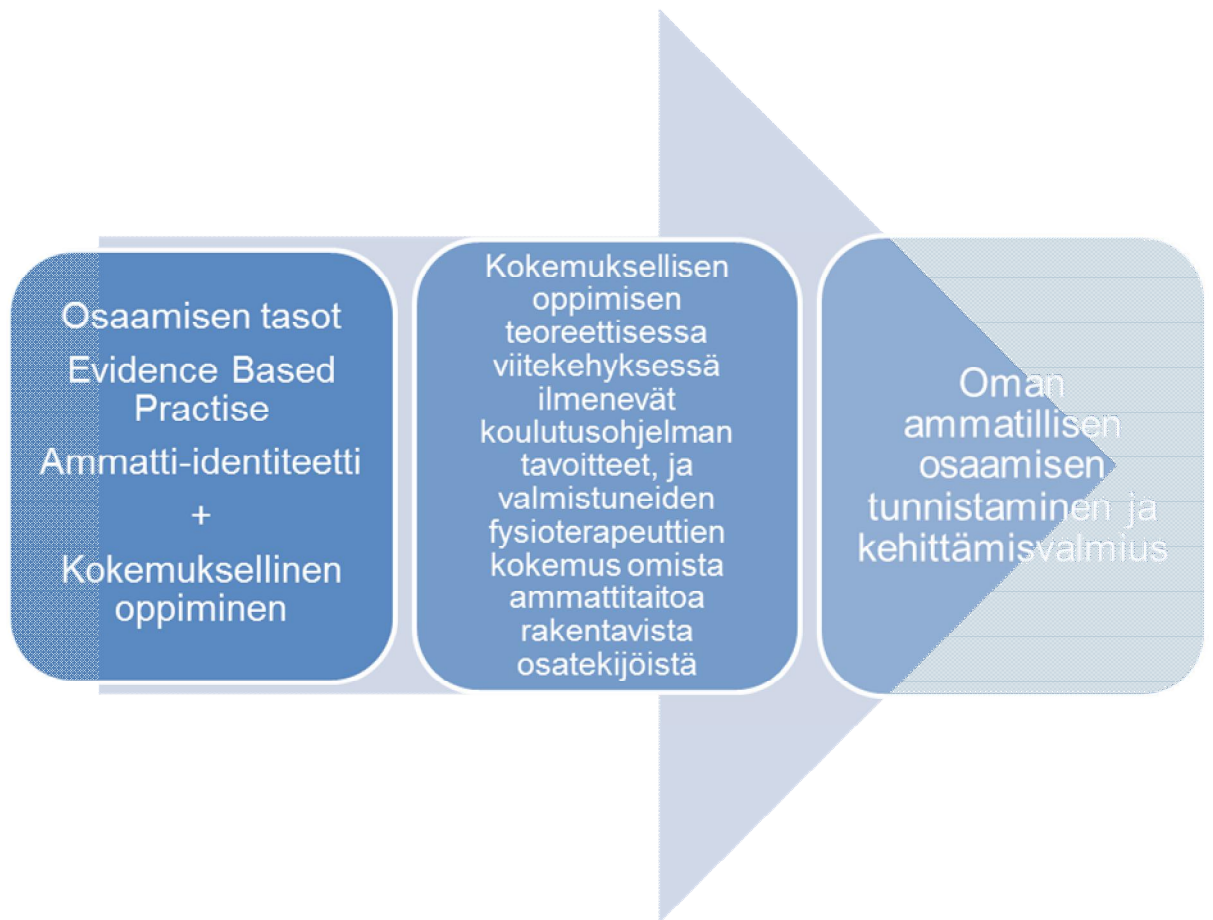 Osaamisen tasot
Evidence Based
Practise
Ammatti-identiteetti
+
Kokemuksellinen
oppiminen
Kokemuksellisen
oppimisen
teoreettisessa
viitekehyksessä
ilmenevät
koulutusohjelman
tavoitteet, ja
valmistuneiden
fysioterapeuttien
kokemus omista
ammattitaitoa
rakentavista
osatekijöistä
Oman
ammatillisen
osaamisen
tunnistaminen ja
kehittämisvalmius